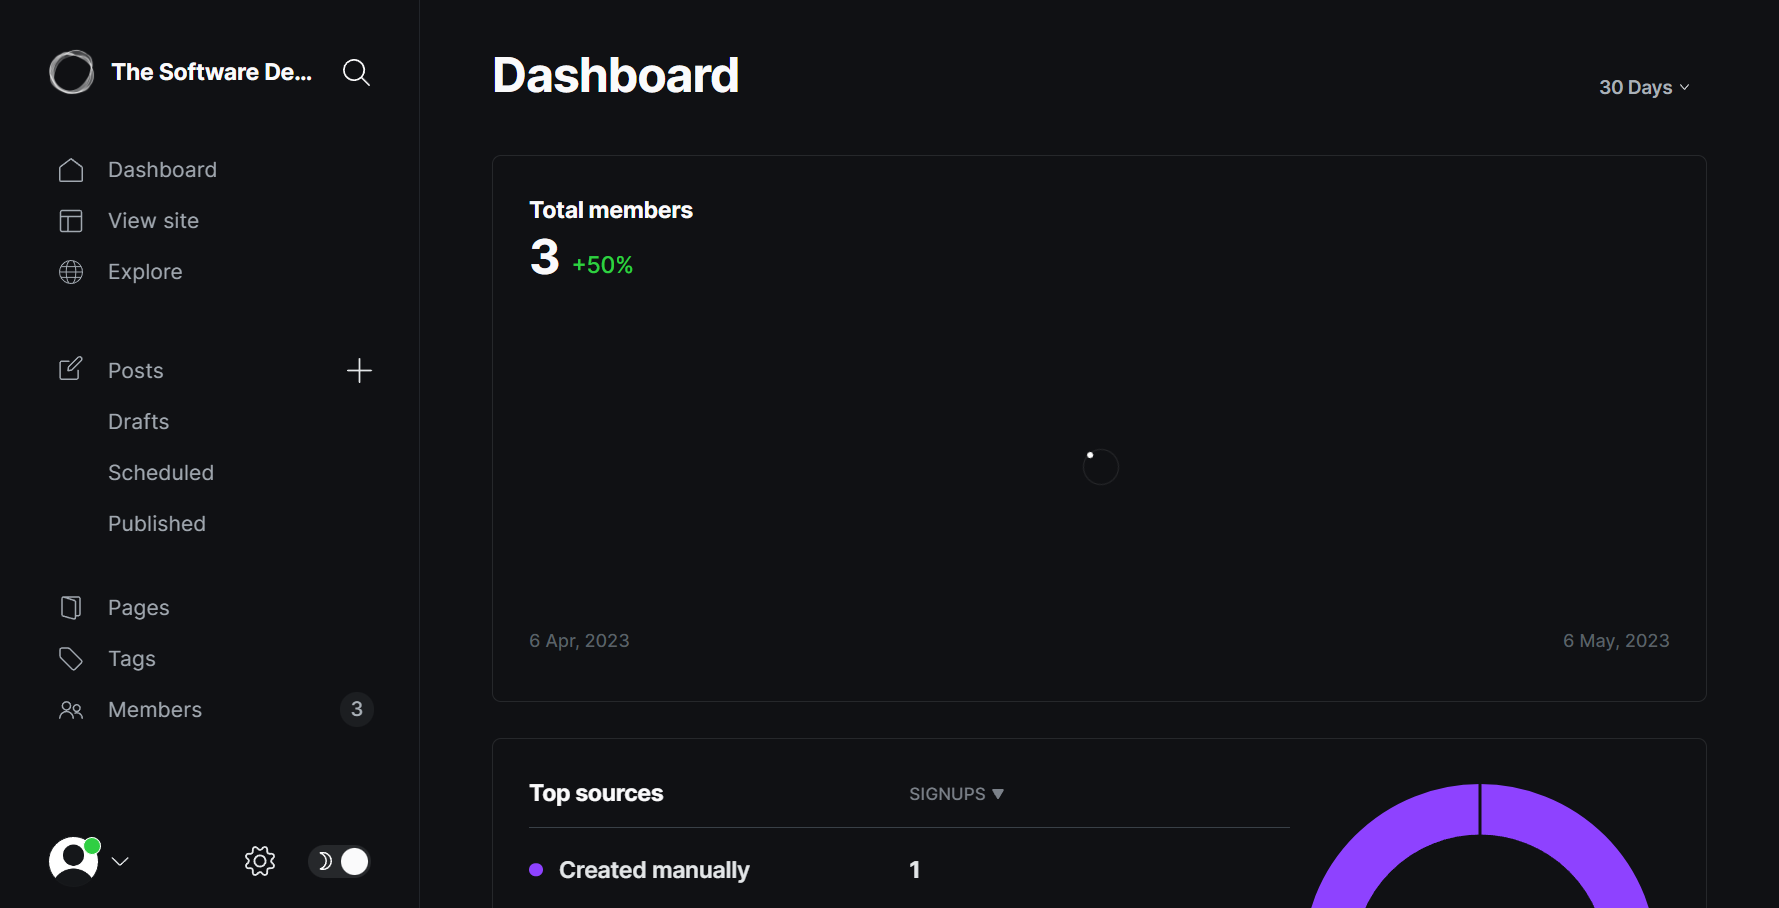 The Software De...
Dashboard
View site
Explore
Posts
Drafts
Scheduled
Published
Pages
Tags
Members
3
Dashboard
30 Days
Total members
3 +50%
6 Apr, 2023
6 May, 2023
Top sources
SIGNUPS
Created manually
1